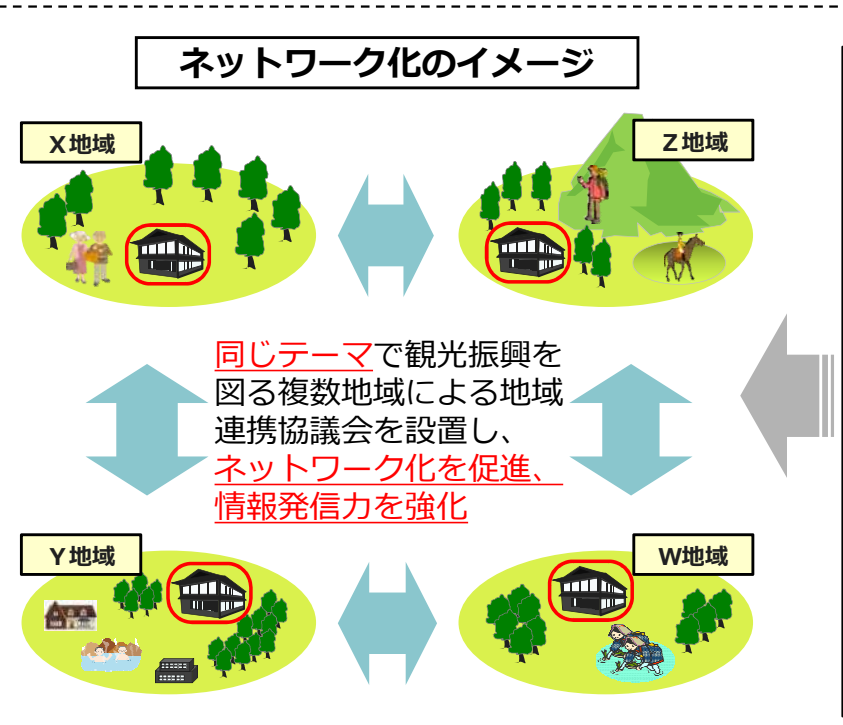 ネットワーク化のイメージ
X地域
Z地域
同じテーマで観光振興を
図る複数地域による地域
連携協議会を設置し、
ネットワーク化を促進、
情報発信力を強化
Y地域
W地域